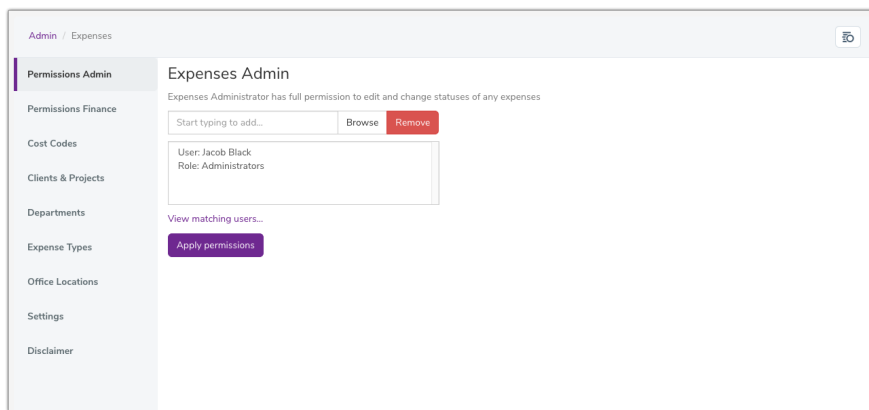 Admin / Expenses
Permissions Admin
Permissions Finance
Cost Codes
Clients & Projects
Departments
Expense Types
Office Locations
Settings
Disclaimer
Expenses Admin
Expenses Administrator has full permission to edit and change statuses of any expenses
Start typing to add... Browse Remove
User: Jacob Black
Role: Administrators
View matching users...
Apply permissions